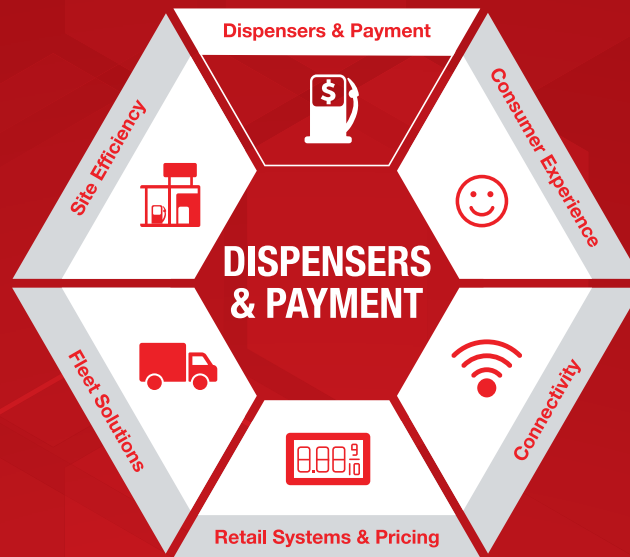 Dispensers & Payment
$
Site Efficiency
Consumer Experience
DISPENSERS
& PAYMENT
Fleet Solutions
Connectivity
8.88 9/10
Retail Systems & Pricing